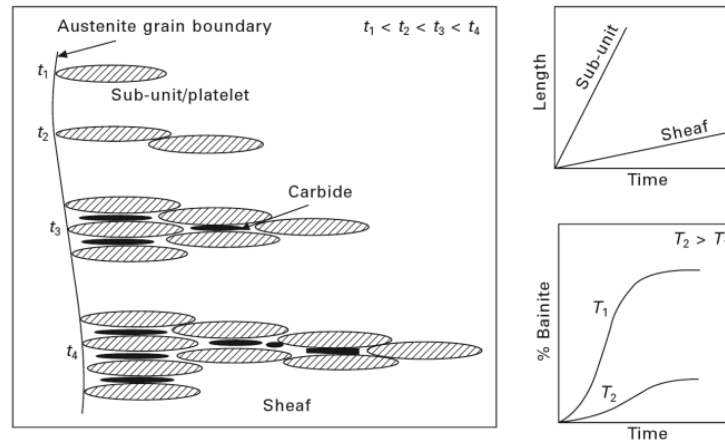 Austenite grain boundary
t₁ < t₂ < t₃ < t₄
t₁
Sub-unit/platelet
t₂
Carbide
t₃
t₄
Sheaf
Length
Sub-unit
Sheaf
Time
% Bainite
T₂ >
T₁
T₂
Time